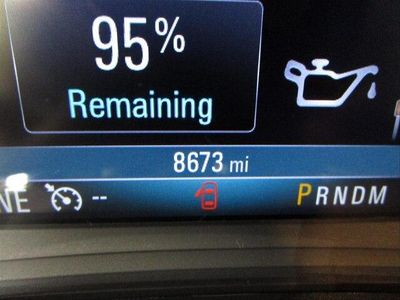 95%
Remaining
8673 mi
-- PRNDM